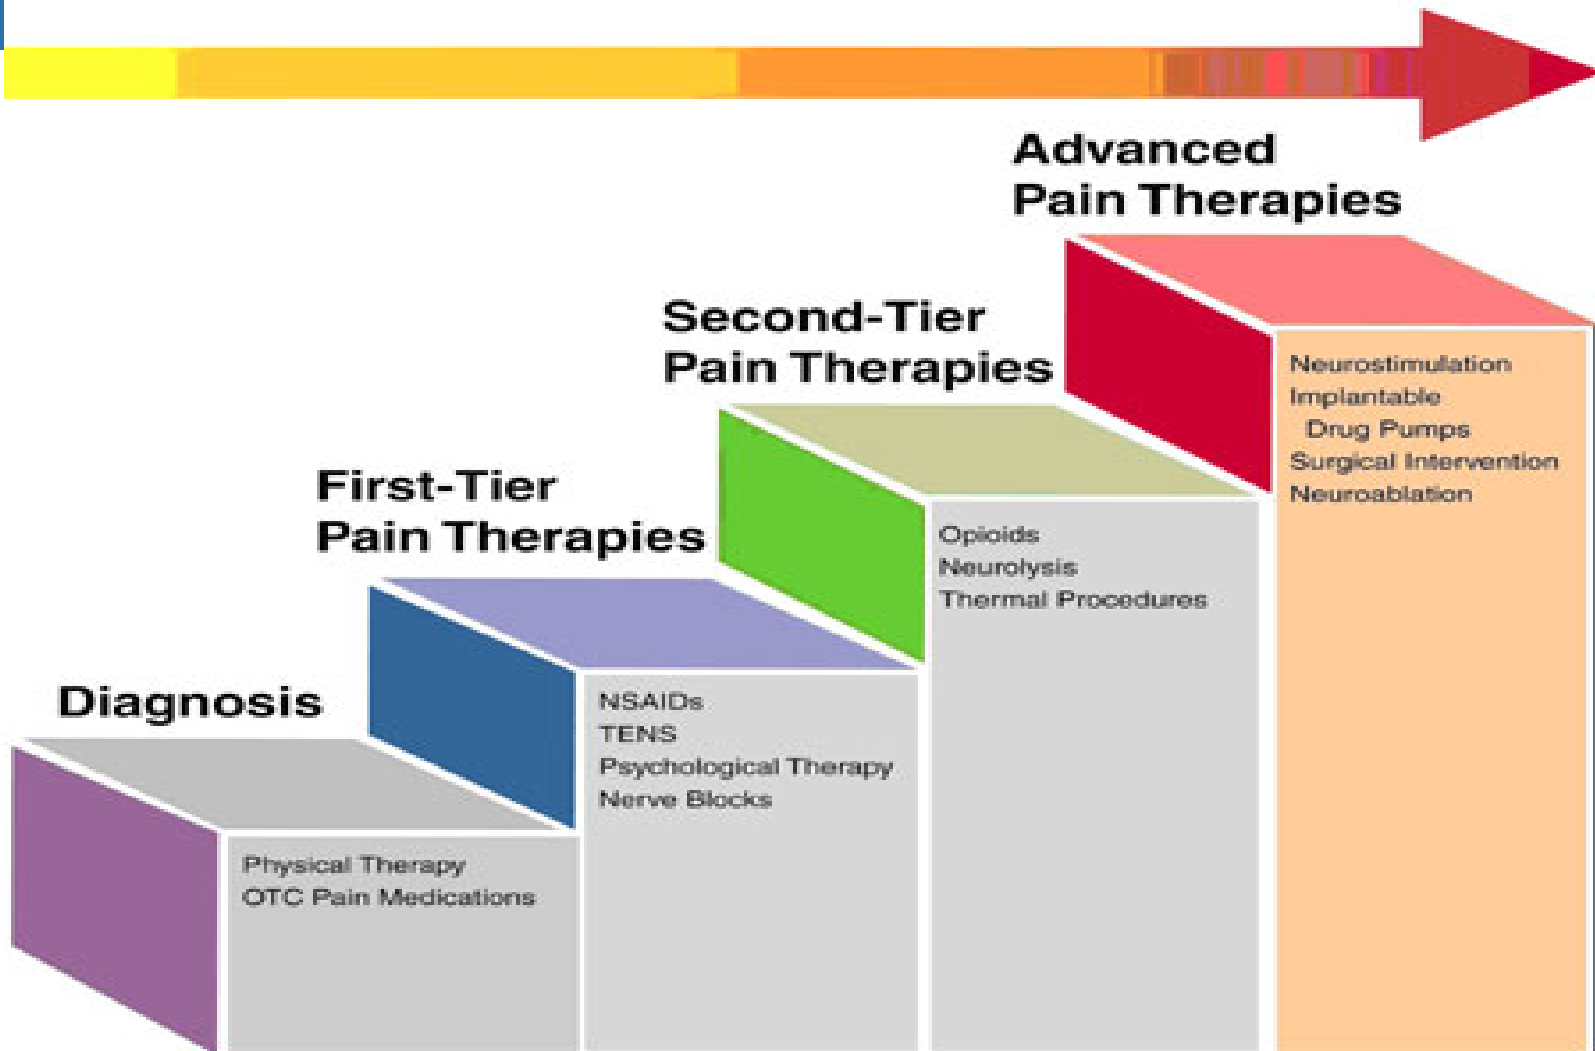 Advanced
Pain Therapies
Neurostimulation
Implantable
Drug Pumps
Surgical Intervention
Neuroablation
Second-Tier
Pain Therapies
Opioids
Neurolysis
Thermal Procedures
First-Tier
Pain Therapies
NSAIDs
TENS
Psychological Therapy
Nerve Blocks
Diagnosis
Physical Therapy
OTC Pain Medications